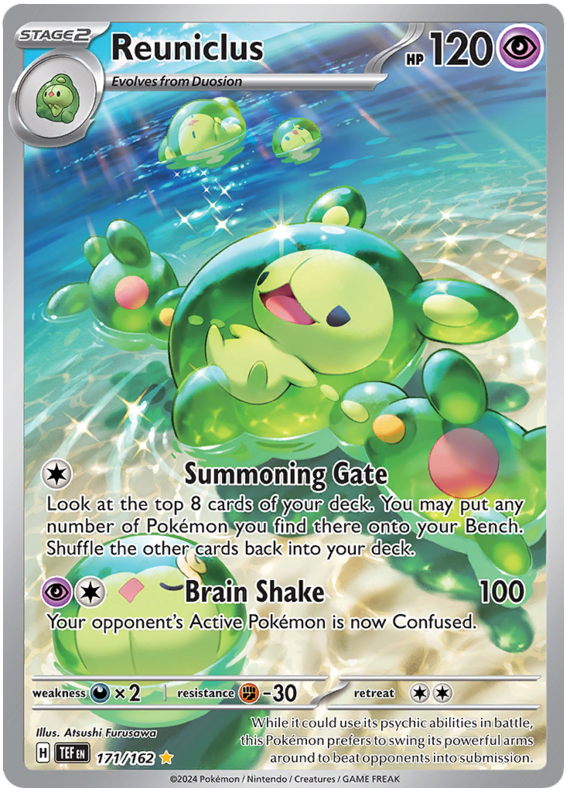 STAGE2
Reuniclus
HP 120
Evolves from Duosion
Summoning Gate
Look at the top 8 cards of your deck. You may put any
number of Pokémon you find there onto your Bench.
Shuffle the other cards back into your deck.
Brain Shake 100
Your opponent's Active Pokémon is now Confused.
weakness ×2 resistance -30 retreat
Illus. Atsushi Furusawa
While it could use its psychic abilities in battle,
this Pokémon prefers to swing its powerful arms
around to beat opponents into submission.
H TEF EN 171/162
©2024 Pokémon / Nintendo / Creatures / GAME FREAK